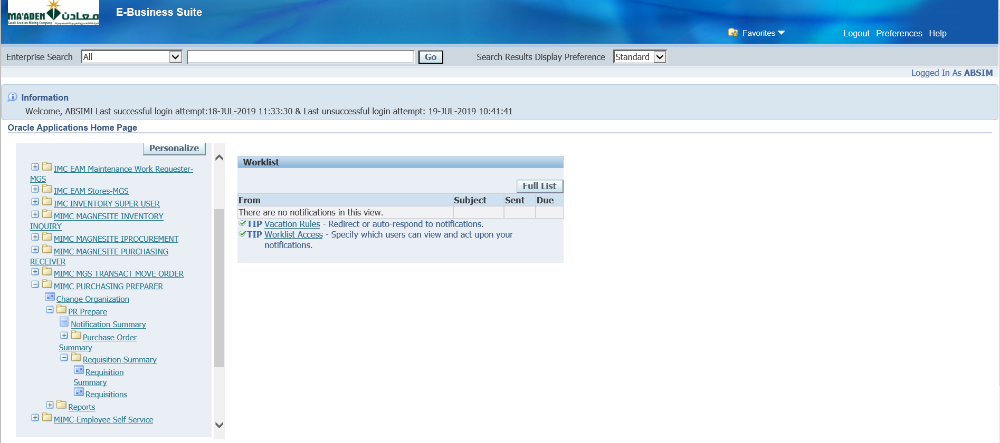 MA'ADEN معادن
Saudi Arabian Mining Company
E-Business Suite
Favorites
Logout Preferences Help
Enterprise Search All Go Search Results Display Preference Standard
Logged In As ABSIM
Information
Welcome, ABSIM! Last successful login attempt:18-JUL-2019 11:33:30 & Last unsuccessful login attempt: 19-JUL-2019 10:41:41
Oracle Applications Home Page
Personalize
IMC EAM Maintenance Work Requester-
MGS
IMC EAM Stores-MGS
IMC INVENTORY SUPER USER
MIMC MAGNESITE INVENTORY
INQUIRY
MIMC MAGNESITE IPROCUREMENT
MIMC MAGNESITE PURCHASING
RECEIVER
MIMC MGS TRANSACT MOVE ORDER
MIMC PURCHASING PREPARER
Change Organization
PR Prepare
Notification Summary
Purchase Order
Summary
Requisition Summary
Requisition
Summary
Requisitions
Reports
MIMC-Employee Self Service
Worklist
Full List
From Subject Sent Due
There are no notifications in this view.
TIP Vacation Rules - Redirect or auto-respond to notifications.
TIP Worklist Access - Specify which users can view and act upon your
notifications.